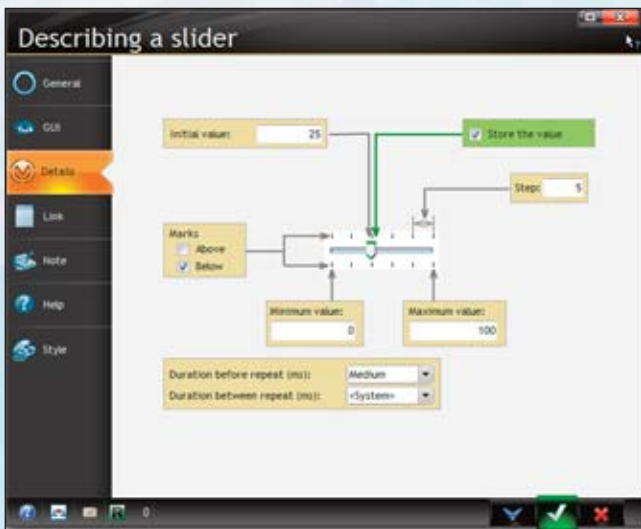 Describing a slider
General
GUI
Details
Link
Note
Help
Style
Initial value: 25
Store the value
Step: 5
Marks
Above
Below
Minimum value:
0
Maximum value:
100
Duration before repeat (ms): Medium
Duration between repeat (ms): <System>
0